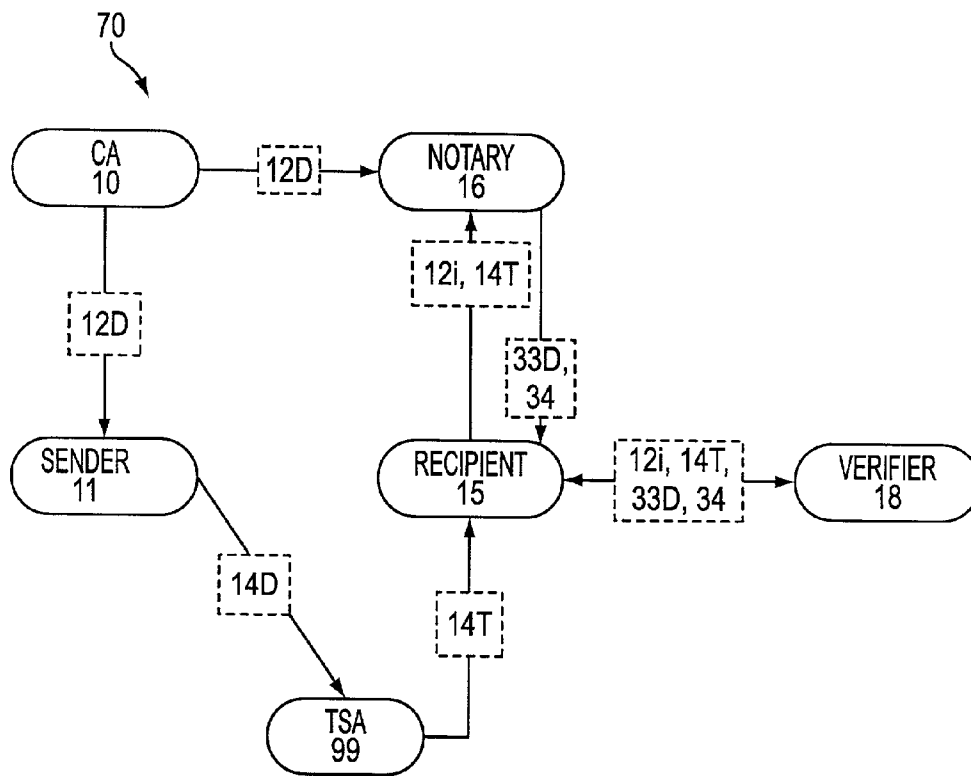 70
CA
10
12D
NOTARY
16
12i, 14T
12D
33D,
34
SENDER
11
RECIPIENT
15
12i, 14T,
33D, 34
VERIFIER
18
14D
14T
TSA
99